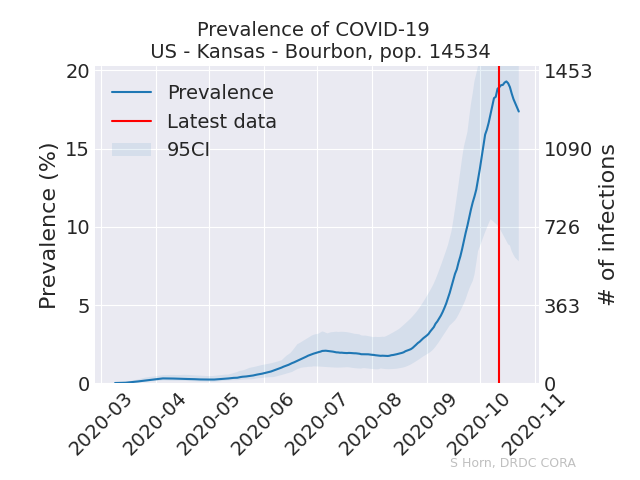 Prevalence of COVID-19
US - Kansas - Bourbon, pop. 14534
Prevalence
Latest data
95CI
Prevalence (%)
20
15
10
5
0
1453
1090
726
363
0
# of infections
2020-03
2020-04
2020-05
2020-06
2020-07
2020-08
2020-09
2020-10
2020-11
S Horn, DRDC CORA